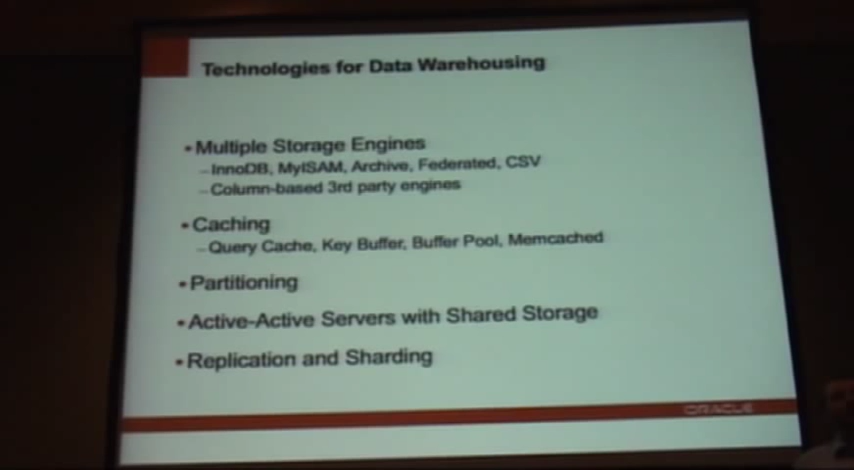 Technologies for Data Warehousing
• Multiple Storage Engines
– InnoDB, MyISAM, Archive, Federated, CSV
– Column-based 3rd party engines
• Caching
– Query Cache, Key Buffer, Buffer Pool, Memcached
• Partitioning
• Active-Active Servers with Shared Storage
• Replication and Sharding
ORACLE